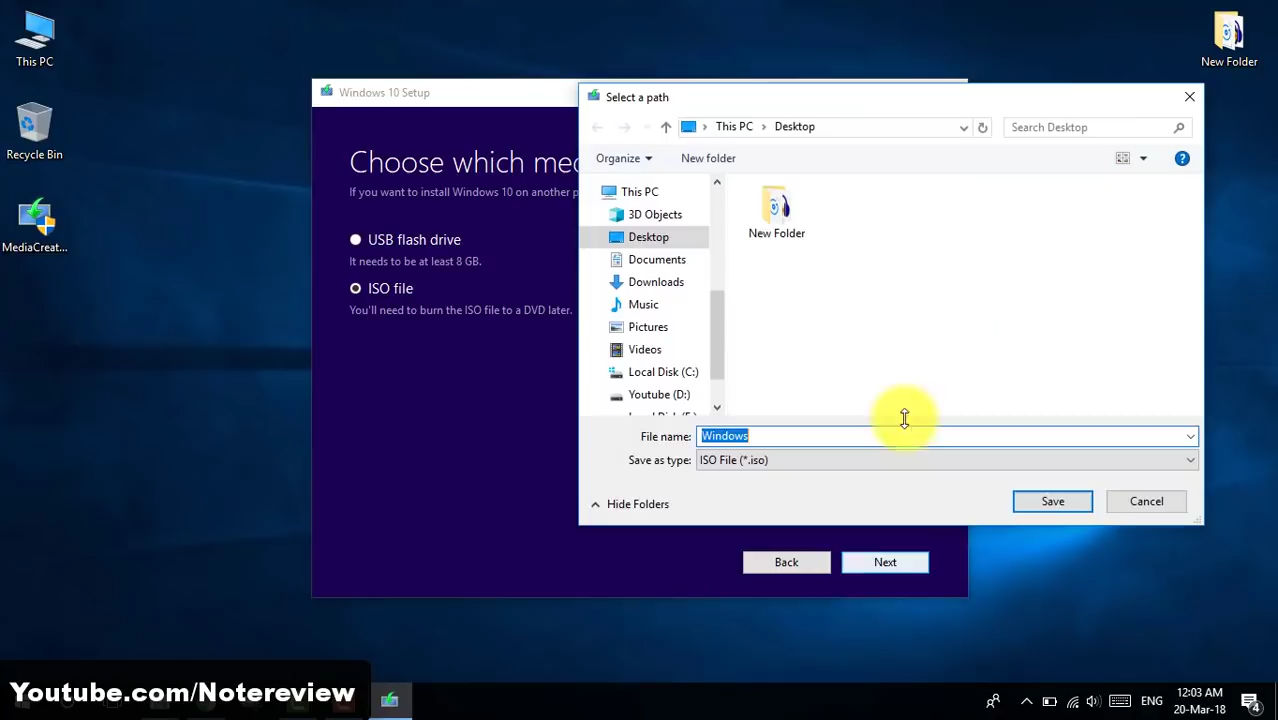 This PC
New Folder
Recycle Bin
MediaCreat...
Windows 10 Setup
Choose which med
If you want to install Windows 10 on another p
USB flash drive
It needs to be at least 8 GB.
ISO file
You'll need to burn the ISO file to a DVD later.
Select a path
This PC
Desktop
Search Desktop
Organize
New folder
This PC
3D Objects
Desktop
Documents
Downloads
Music
Pictures
Videos
Local Disk (C:)
Youtube (D:)
New Folder
File name:
Windows
Save as type:
ISO File (*.iso)
Hide Folders
Save
Cancel
Back
Next
Youtube.com/Notereview
ENG
12:03 AM
20-Mar-18
4